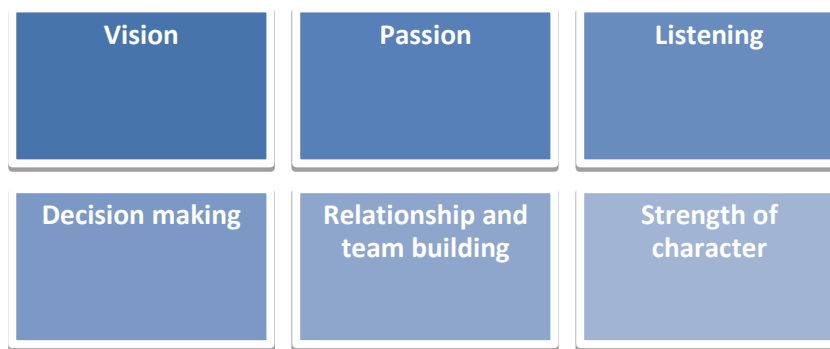 Vision
Passion
Listening
Decision making
Relationship and
team building
Strength of
character